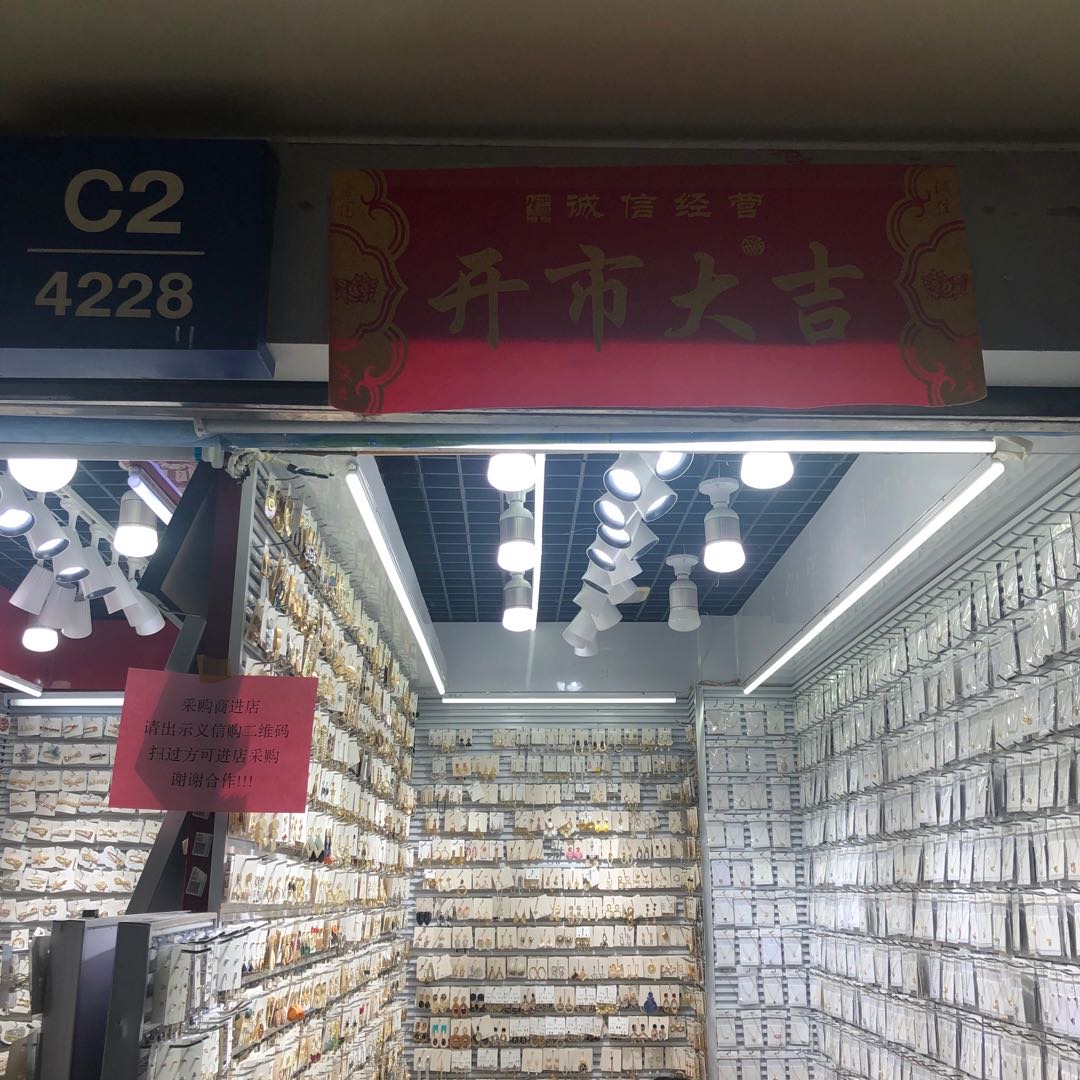 C2
4228
诚信经营
开市大吉
采购商进店
请出示义信购二维码
扫过方可进店采购
谢谢合作!!!